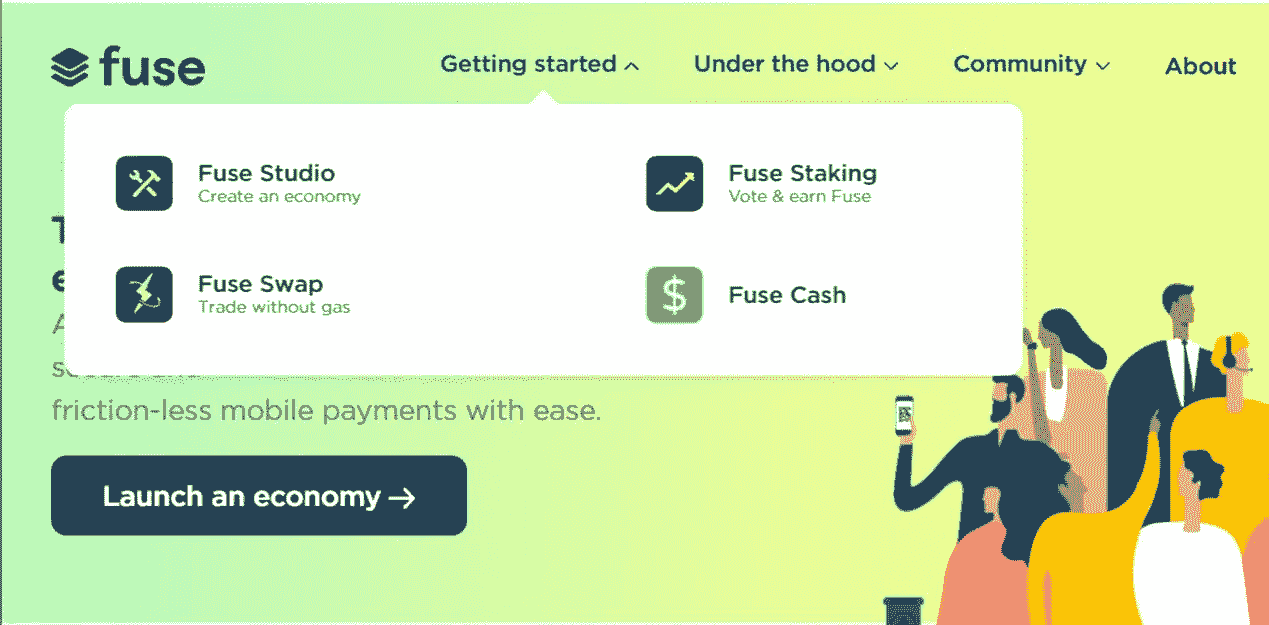 fuse
Getting started
Under the hood
Community
About
Fuse Studio
Create an economy
Fuse Staking
Vote & earn Fuse
Fuse Swap
Trade without gas
Fuse Cash
friction-less mobile payments with ease.
Launch an economy →